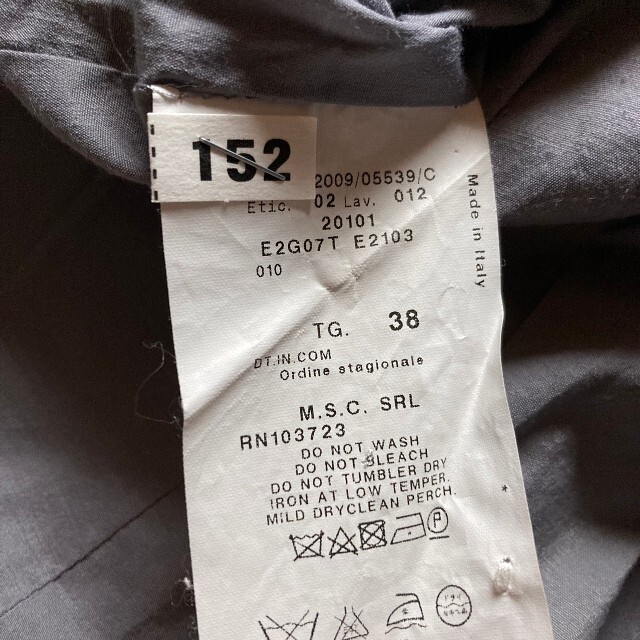 152
2009/05539/C
Etic. 02 Lav. 012
20101
E2G07T E2103
010
Made in Italy
TG. 38
DT.IN.COM
Ordine stagionale
M.S.C. SRL
RN103723
DO NOT WASH
DO NOT BLEACH
DO NOT TUMBLER DRY
IRON AT LOW TEMPER.
MILD DRYCLEAN PERCH.
P